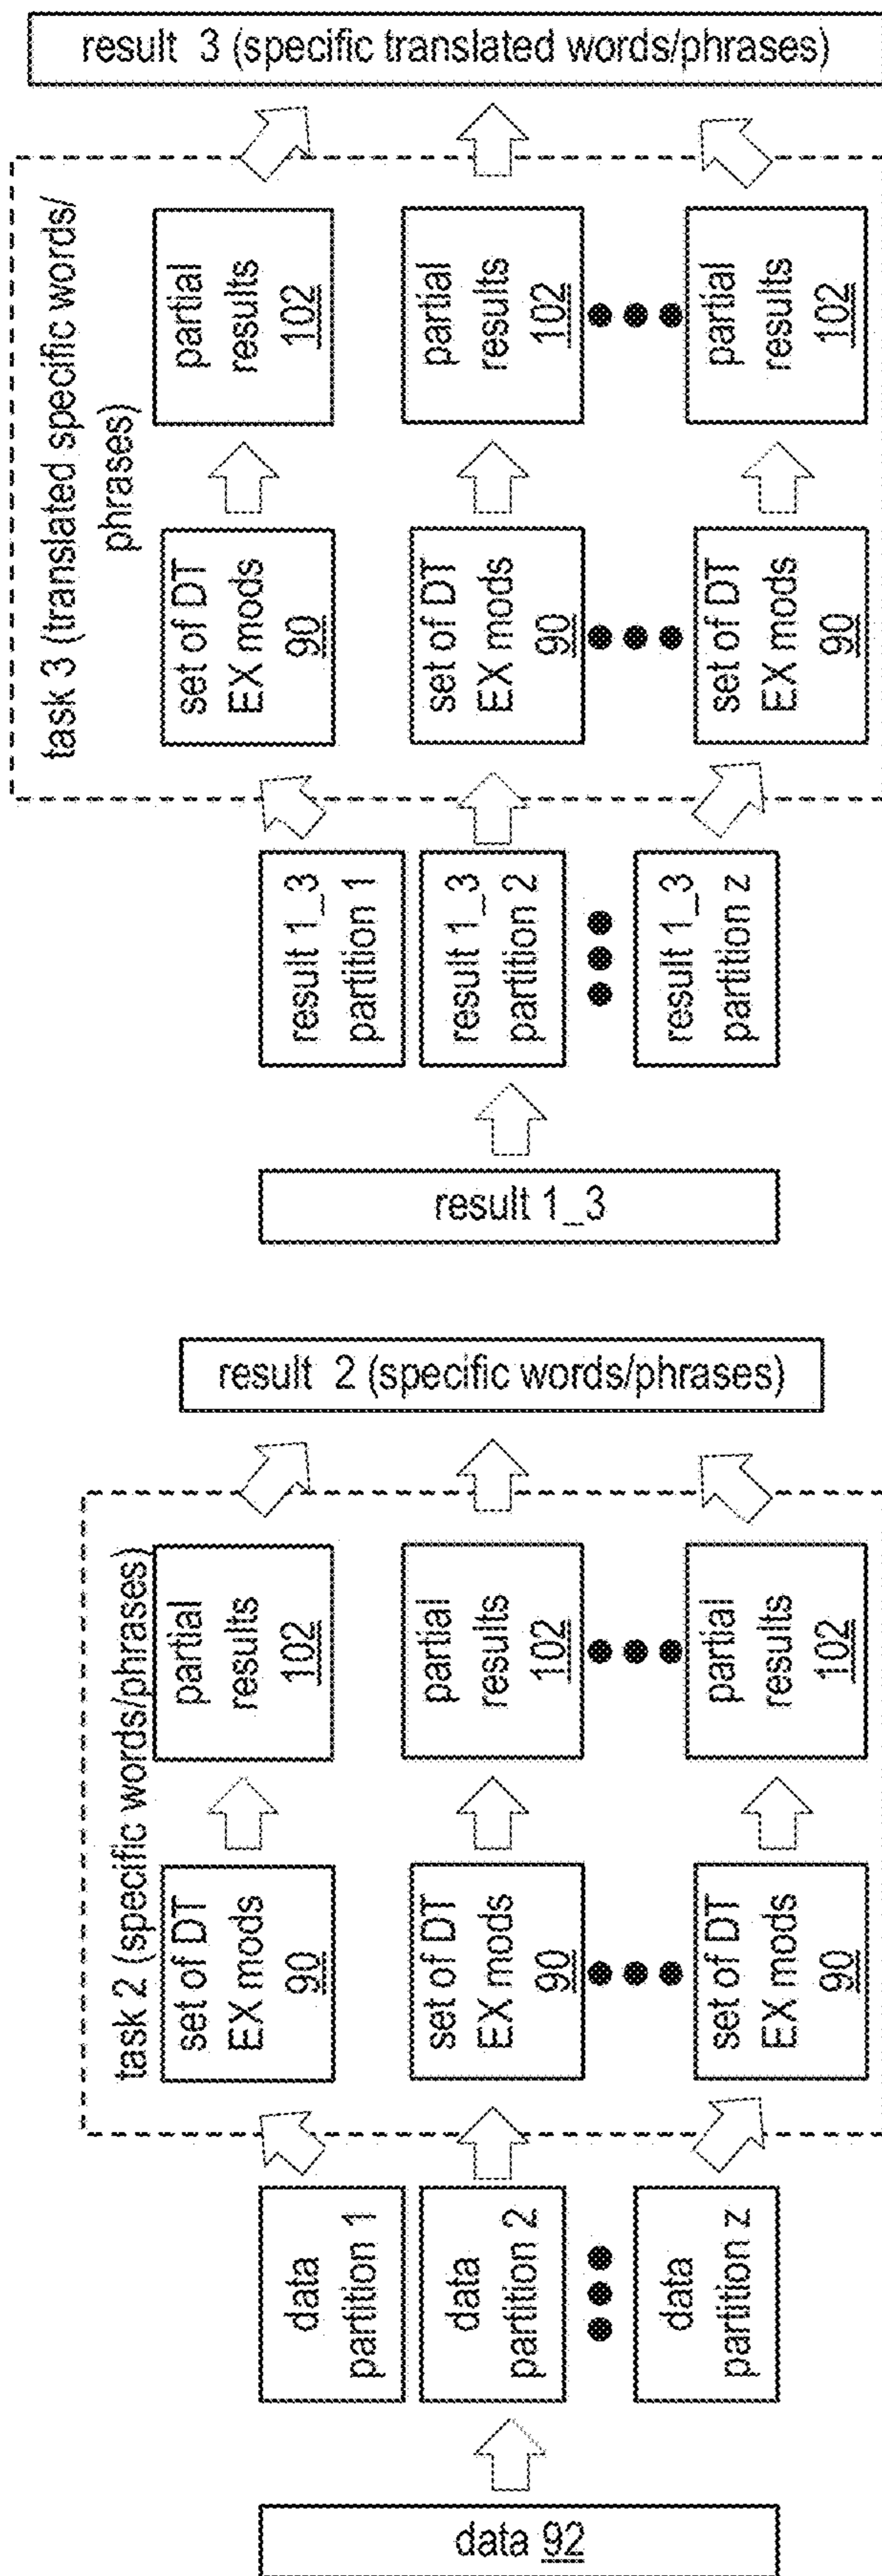 data 92
data
partition 1
data
partition 2
data
partition z
task 2 (specific words/phrases)
set of DT
EX mods
90
set of DT
EX mods
90
set of DT
EX mods
90
partial
results
102
partial
results
102
partial
results
102
result 2 (specific words/phrases)
result 1_3
result 1_3
partition 1
result 1_3
partition 2
result 1_3
partition z
task 3 (translated specific words/
phrases)
set of DT
EX mods
90
set of DT
EX mods
90
set of DT
EX mods
90
partial
results
102
partial
results
102
partial
results
102
result 3 (specific translated words/phrases)